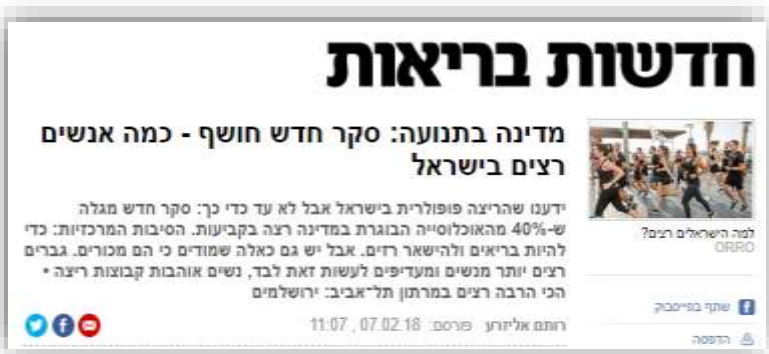 חדשות בריאות
מדינה בתנועה: סקר חדש חושף - כמה אנשים
רצים בישראל
ידענו שהריצה פופולרית בישראל אבל לא עד כדי כך: סקר חדש מגלה
ש-40% מהאוכלוסייה הבוגרת במדינה רצה בקביעות. הסיבות המרכזיות: כדי
להיות בריאים ולהישאר רזים. אבל יש גם כאלה שמודים כי הם מכורים. גברים
רצים יותר מנשים ומעדיפים לעשות זאת לבד, נשים אוהבות קבוצות ריצה •
הכי הרבה רצים במרתון תל־אביב: ירושלמים
רותם אליזרע פורסם: 07.02.18 , 11:07
למה הישראלים רצים?
ORRO
שתף בפייסבוק
הדפסה